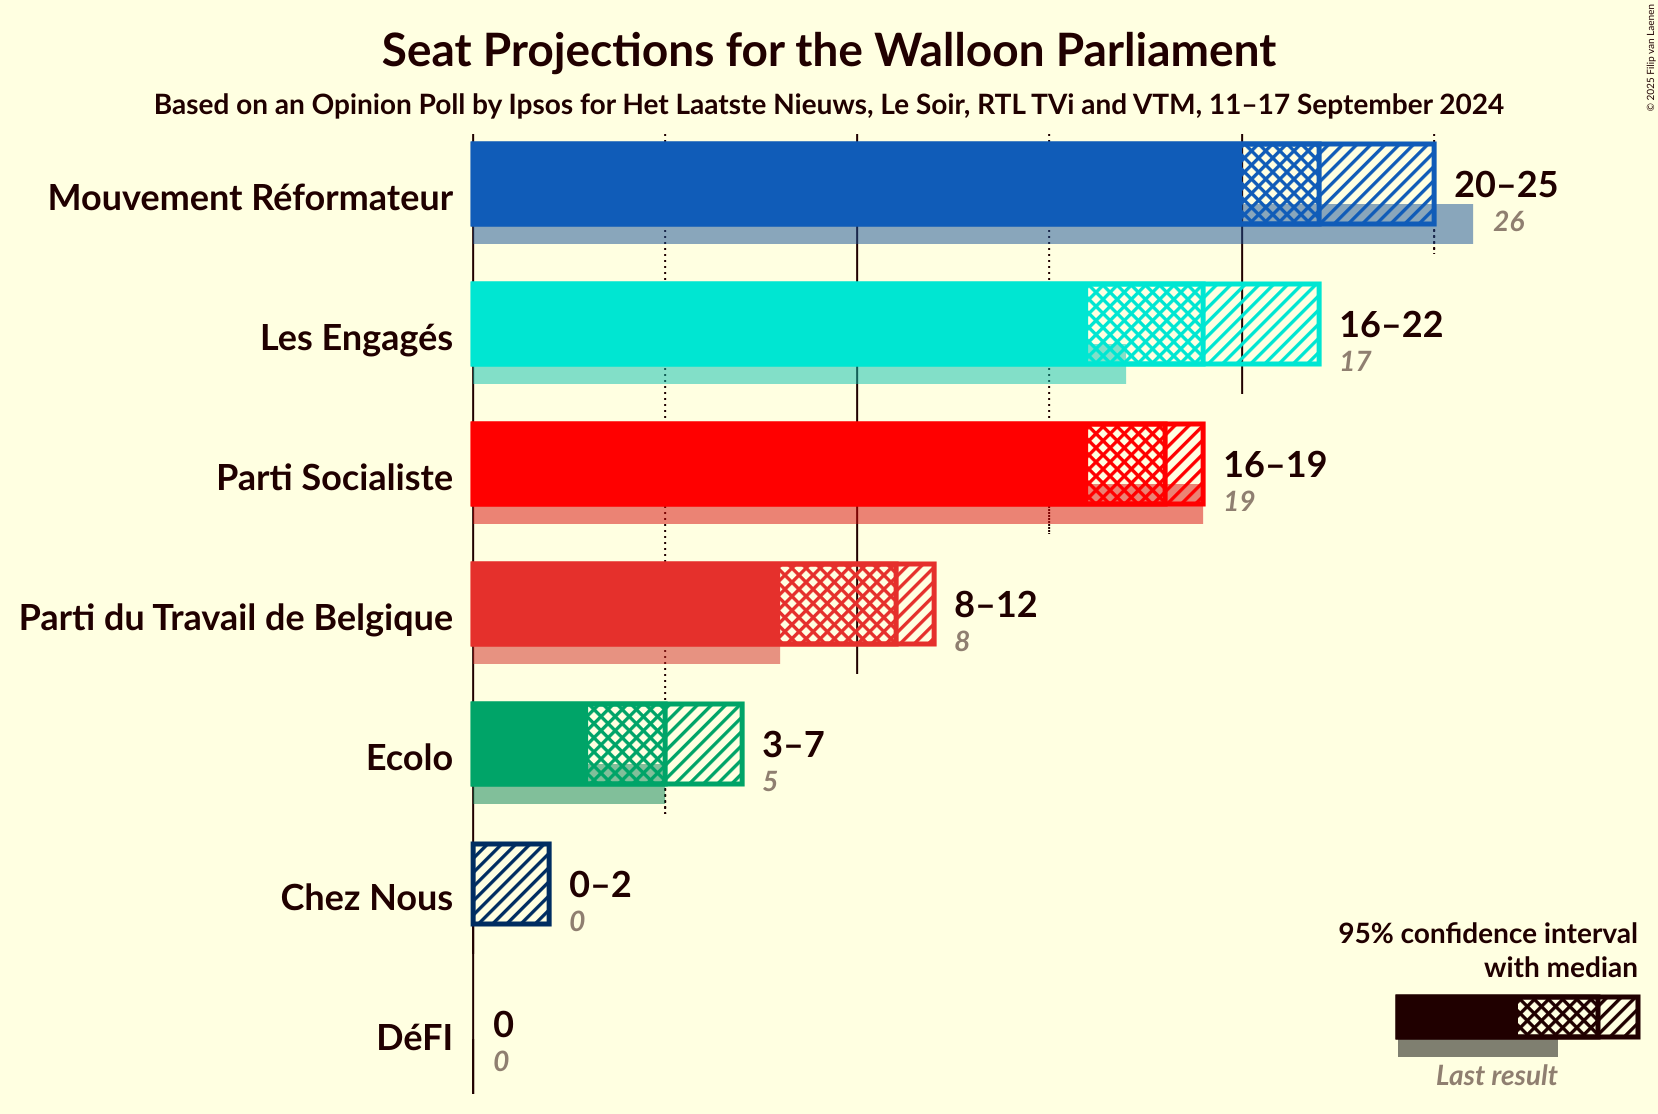 Seat Projections for the Walloon Parliament
Based on an Opinion Poll by Ipsos for Het Laatste Nieuws, Le Soir, RTL TVi and VTM, 11–17 September 2024
© 2025 Filip van Laenen
Mouvement Réformateur
20–25
26
Les Engagés
16–22
17
Parti Socialiste
16–19
19
Parti du Travail de Belgique
8–12
8
Ecolo
3–7
5
Chez Nous
0–2
0
DéFI
0
0
95% confidence interval
with median
Last result